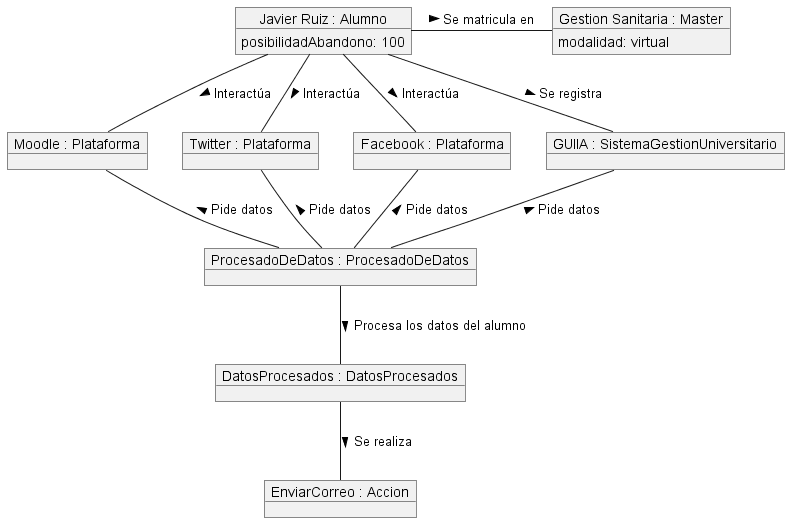 Javier Ruiz : Alumno
posibilidadAbandono: 100
Se matricula en
Gestion Sanitaria : Master
modalidad: virtual
Interactúa
Interactúa
Interactúa
Se registra
Moodle : Plataforma
Twitter : Plataforma
Facebook : Plataforma
GUIIA : SistemaGestionUniversitario
Pide datos
Pide datos
Pide datos
Pide datos
ProcesadoDeDatos : ProcesadoDeDatos
Procesa los datos del alumno
DatosProcesados : DatosProcesados
Se realiza
EnviarCorreo : Accion